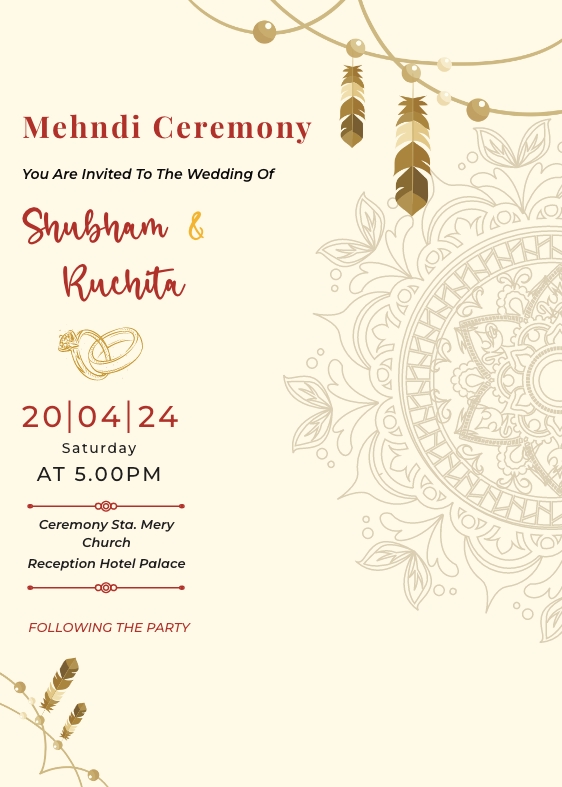 Mehndi Ceremony
You Are Invited To The Wedding Of
Shubham &
Ruchita
20|04|24
Saturday
AT 5.00PM
Ceremony Sta. Mery
Church
Reception Hotel Palace
FOLLOWING THE PARTY